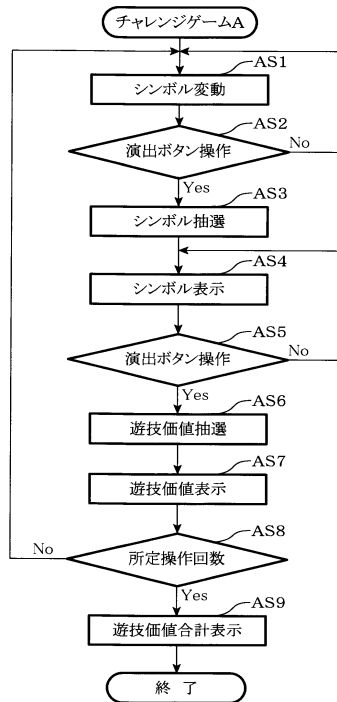 チャレンジゲームA
AS1
シンボル変動
AS2
演出ボタン操作
No
Yes
AS3
シンボル抽選
AS4
シンボル表示
AS5
演出ボタン操作
No
Yes
AS6
遊技価値抽選
AS7
遊技価値表示
AS8
No
所定操作回数
Yes
AS9
遊技価値合計表示
終 了